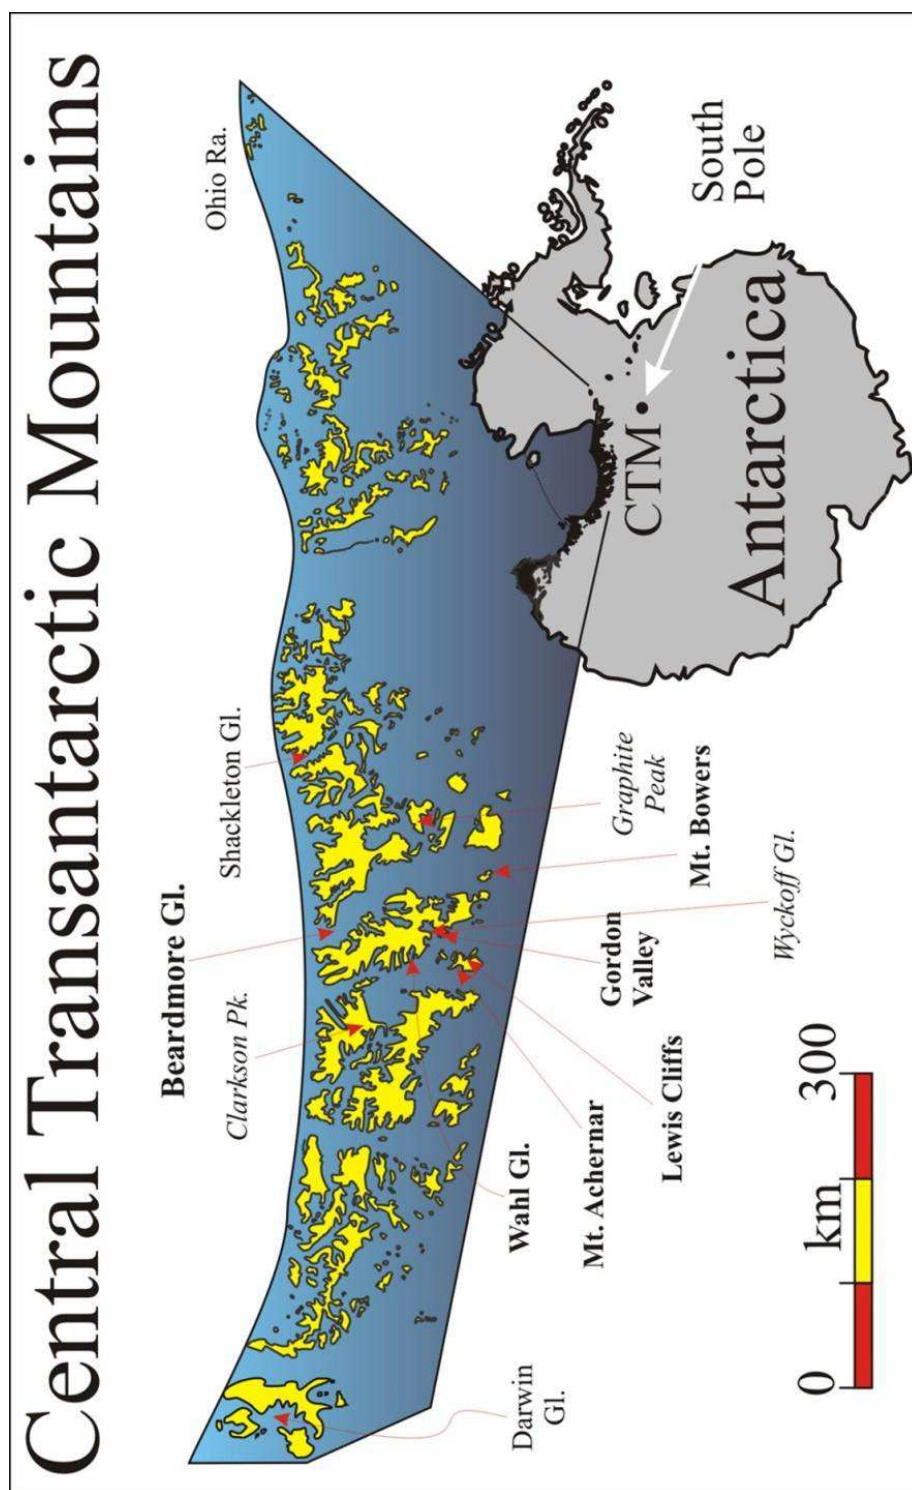 Central Transantarctic Mountains
Ohio Ra.
Shackleton Gl.
Beardmore Gl.
Clarkson Pk.
Darwin
Gl.
Wahl Gl.
Mt. Achernar
Lewis Cliffs
Gordon
Valley
Wyckoff Gl.
Mt. Bowers
Graphite
Peak
CTM
South
Pole
Antarctica
0
km
300